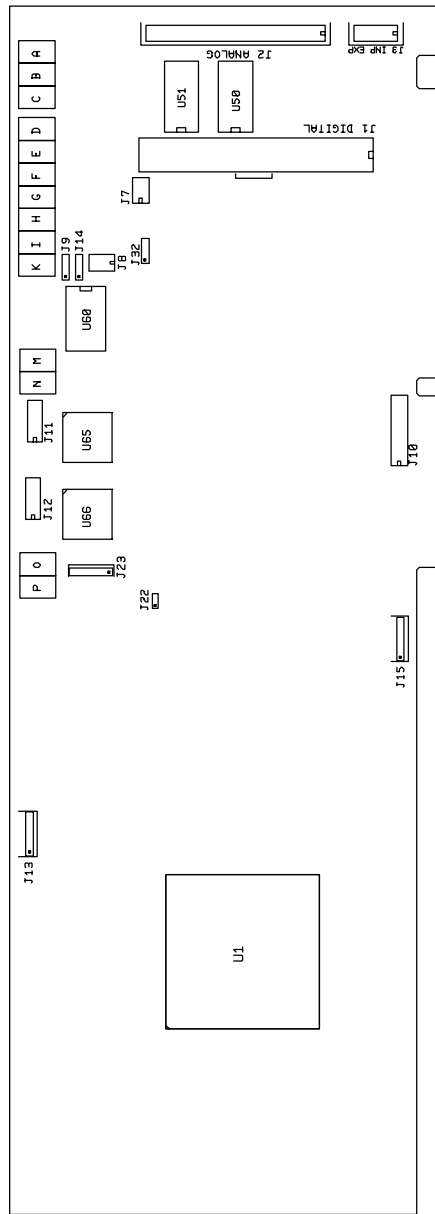 J2 ANALOG
J3 INP EXP
A
B
C
U51
U50
J1 DIGITAL
D
E
F
G
H
I
K
J7
J9
J14
J8
J32
U60
M
N
J11
U65
J10
J12
U66
O
P
J23
J22
J15
J13
U1